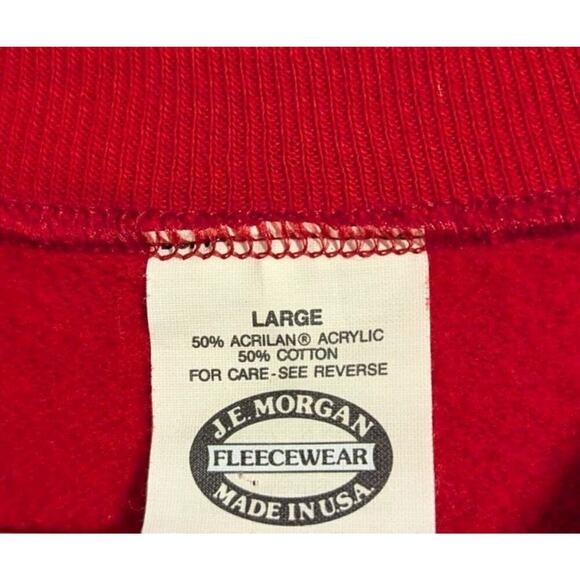 LARGE
50% ACRILAN® ACRYLIC
50% COTTON
FOR CARE-SEE REVERSE
J.E. MORGAN
FLEECEWEAR
MADE IN U.S.A.